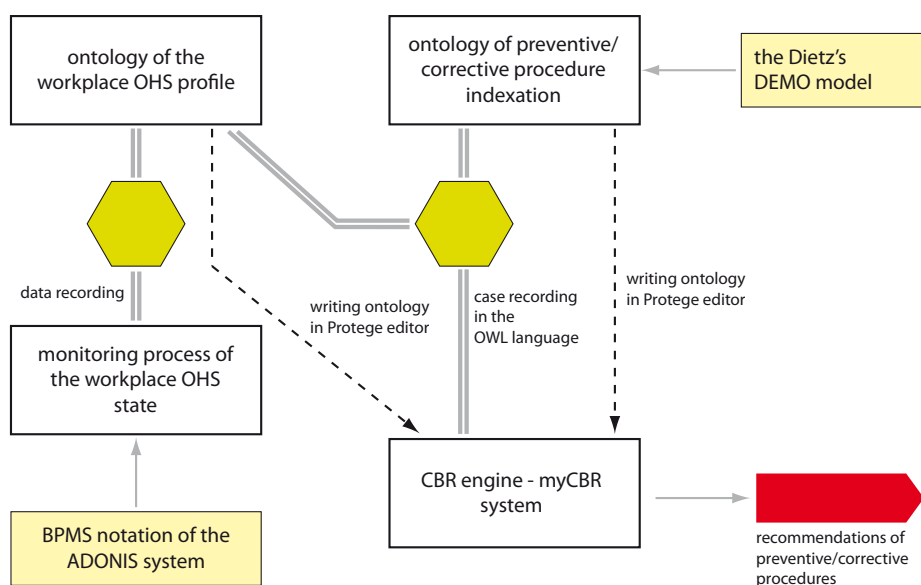 ontology of the
workplace OHS profile
ontology of preventive/
corrective procedure
indexation
the Dietz's
DEMO model
data recording
writing ontology
in Protege editor
case recording
in the
OWL language
writing ontology
in Protege editor
monitoring process of
the workplace OHS
state
CBR engine - myCBR
system
BPMS notation of the
ADONIS system
recommendations of
preventive/corrective
procedures